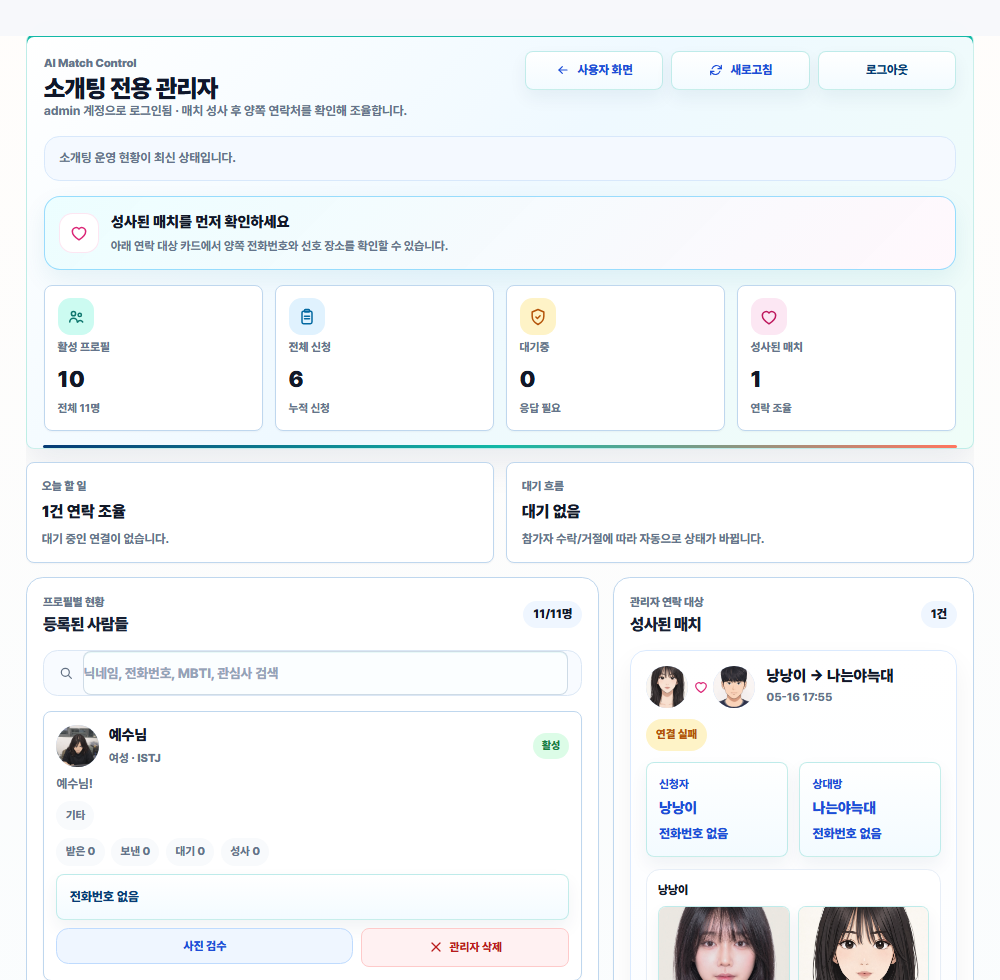 AI Match Control
소개팅 전용 관리자
admin 계정으로 로그인됨 · 매치 성사 후 양쪽 연락처를 확인해 조율합니다.
← 사용자 화면
새로고침
로그아웃
소개팅 운영 현황이 최신 상태입니다.
성사된 매치를 먼저 확인하세요
아래 연락 대상 카드에서 양쪽 전화번호와 선호 장소를 확인할 수 있습니다.
활성 프로필
10
전체 11명
전체 신청
6
누적 신청
대기중
0
응답 필요
성사된 매치
1
연락 조율
오늘 할 일
1건 연락 조율
대기 중인 연결이 없습니다.
대기 흐름
대기 없음
참가자 수락/거절에 따라 자동으로 상태가 바뀝니다.
프로필별 현황
등록된 사람들
11/11명
닉네임, 전화번호, MBTI, 관심사 검색
예수님
여성 · ISTJ
활성
예수님!
기타
받은 0
보낸 0
대기 0
성사 0
전화번호 없음
사진 검수
관리자 삭제
관리자 연락 대상
성사된 매치
1건
낭낭이 → 나는야늑대
05-16 17:55
연결 실패
신청자
낭낭이
전화번호 없음
상대방
나는야늑대
전화번호 없음
낭낭이